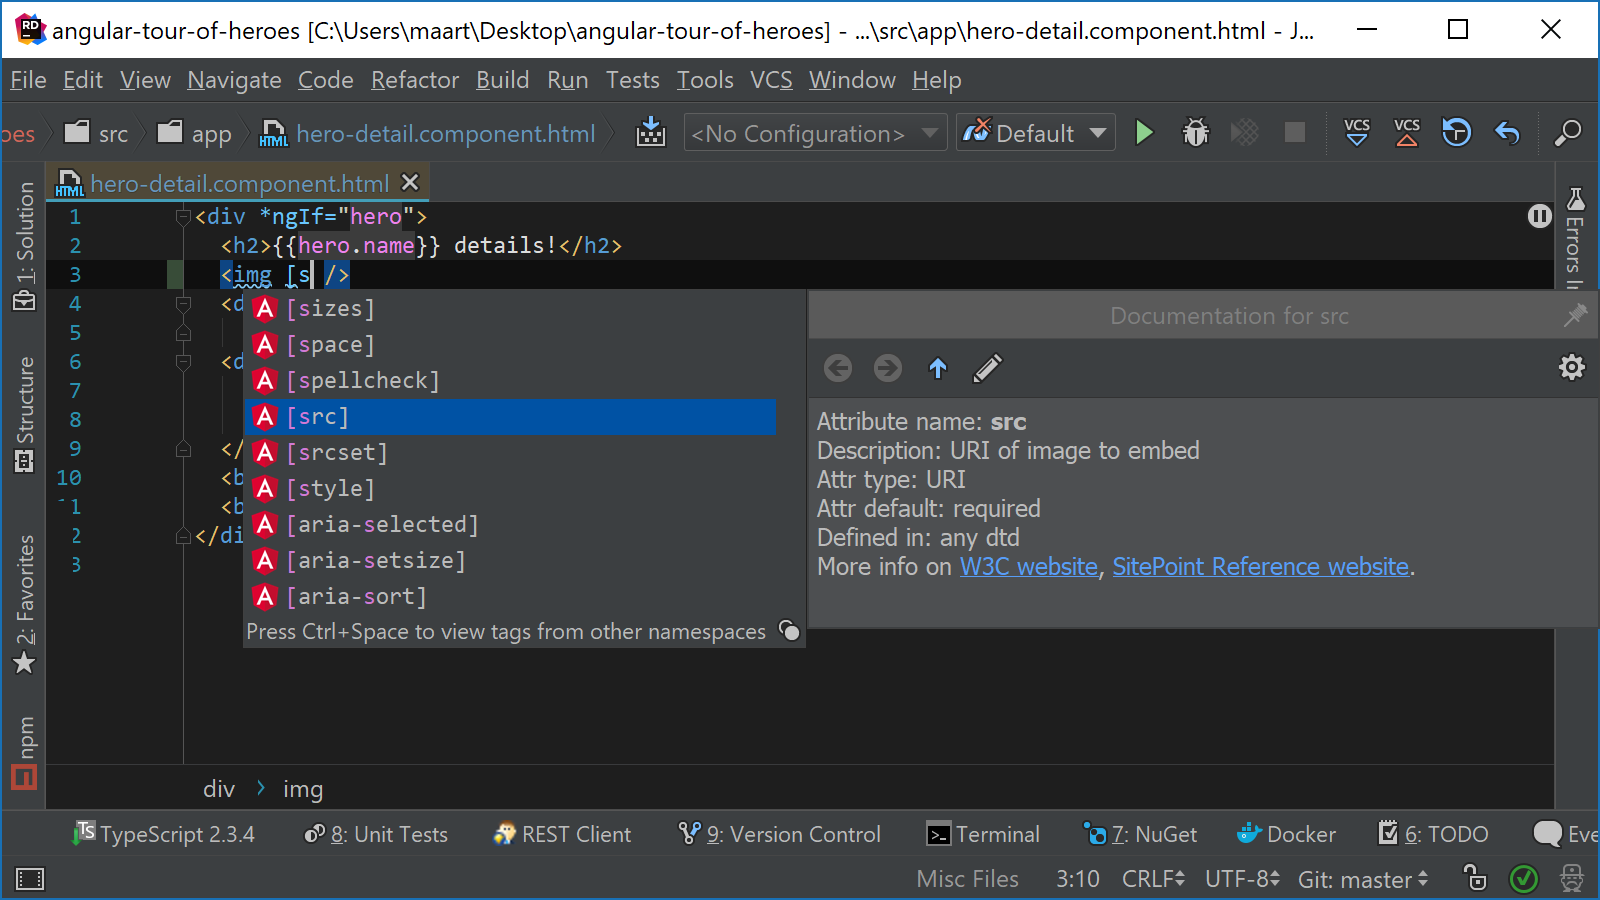 RD angular-tour-of-heroes [C:\Users\maart\Desktop\angular-tour-of-heroes] - ...\src\app\hero-detail.component.html - J...
File Edit View Navigate Code Refactor Build Run Tests Tools VCS Window Help
oes src app HTML hero-detail.component.html <No Configuration> Default VCS VCS
HTML hero-detail.component.html
1: Solution
Structure
2: Favorites
npm
1 <div *ngIf="hero">
2 <h2>{{hero.name}} details!</h2>
3 <img [s />
4 <d
5
6 <d
7
8
9 </
10 <b
11 <b
2 </di
3
A [sizes]
A [space]
A [spellcheck]
A [src]
A [srcset]
A [style]
A [aria-selected]
A [aria-setsize]
A [aria-sort]
Press Ctrl+Space to view tags from other namespaces
Documentation for src
Attribute name: src
Description: URI of image to embed
Attr type: URI
Attr default: required
Defined in: any dtd
More info on W3C website, SitePoint Reference website.
Errors In
div img
TS TypeScript 2.3.4 8: Unit Tests REST Client 9: Version Control Terminal 7: NuGet Docker 6: TODO Eve
Misc Files 3:10 CRLF UTF-8 Git: master